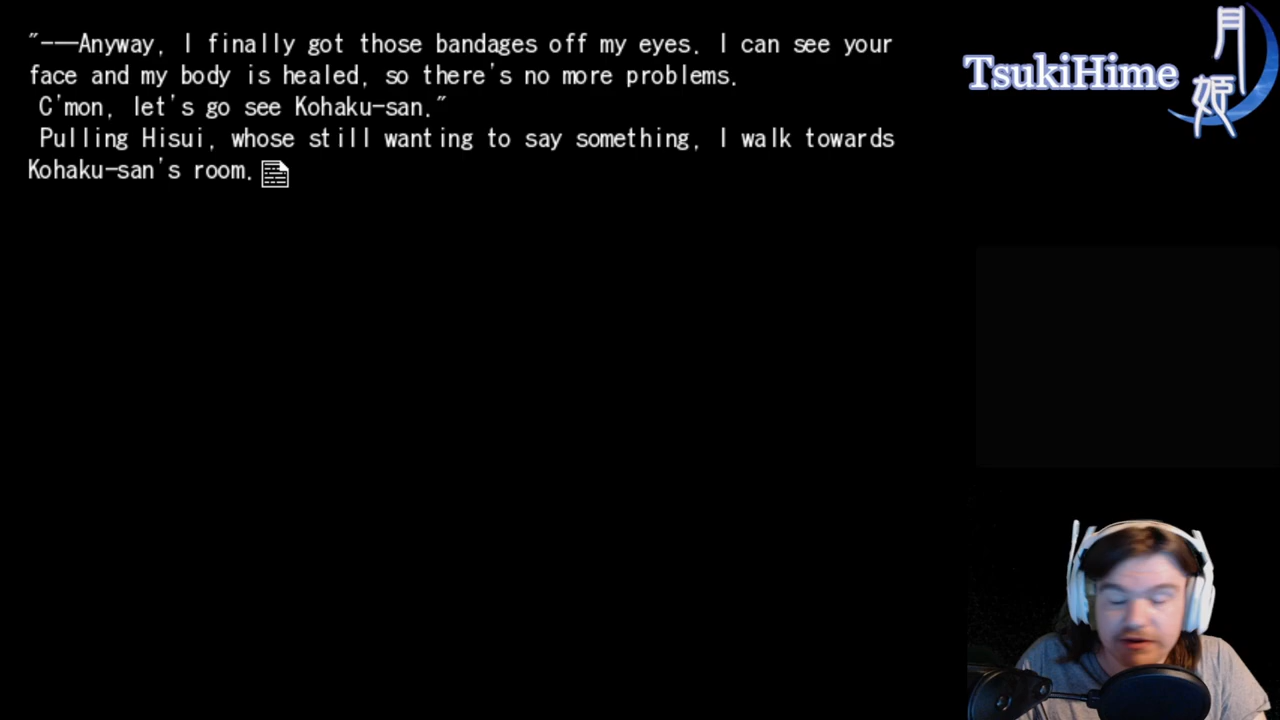 "-—Anyway, I finally got those bandages off my eyes. I can see your
face and my body is healed, so there's no more problems.
C'mon, let's go see Kohaku-san."
Pulling Hisui, whose still wanting to say something, I walk towards
Kohaku-san's room.
TsukiHime
月姫